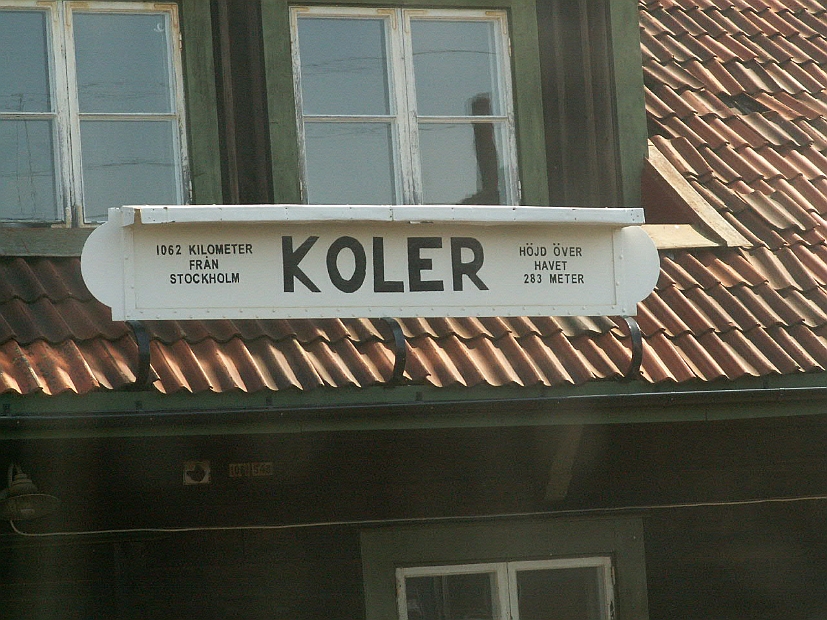 1062 KILOMETER
FRÅN
STOCKHOLM
KOLER
HÖJD ÖVER
HAVET
283 METER